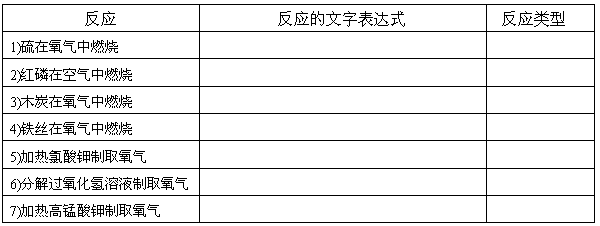 反应 反应的文字表达式 反应类型
1)硫在氧气中燃烧
2)红磷在空气中燃烧
3)木炭在氧气中燃烧
4)铁丝在氧气中燃烧
5)加热氯酸钾制取氧气
6)分解过氧化氢溶液制取氧气
7)加热高锰酸钾制取氧气